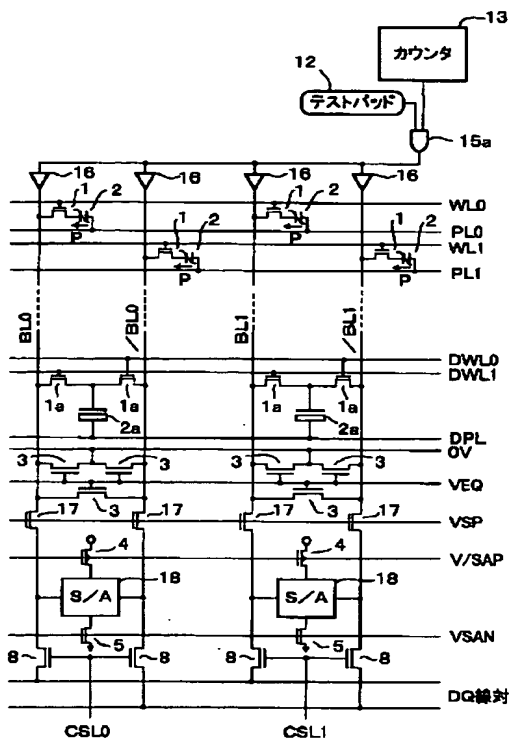 13
カウンタ
12
テストパッド
15a
16 16 16 16
1 2 1 2 WL0
P P PL0
1 2 1 2 WL1
P P PL1
BL0 /BL0 BL1 /BL1
DWL0
DWL1
1a 1a 1a 1a
2a 2a
DPL
0V
3 3 3 3
VEQ
3 3
17 17 17 17 VSP
4 4
V/SAP
18 18
S/A S/A
VSAN
5 5
8 8 8 8
DQ線対
CSL0 CSL1